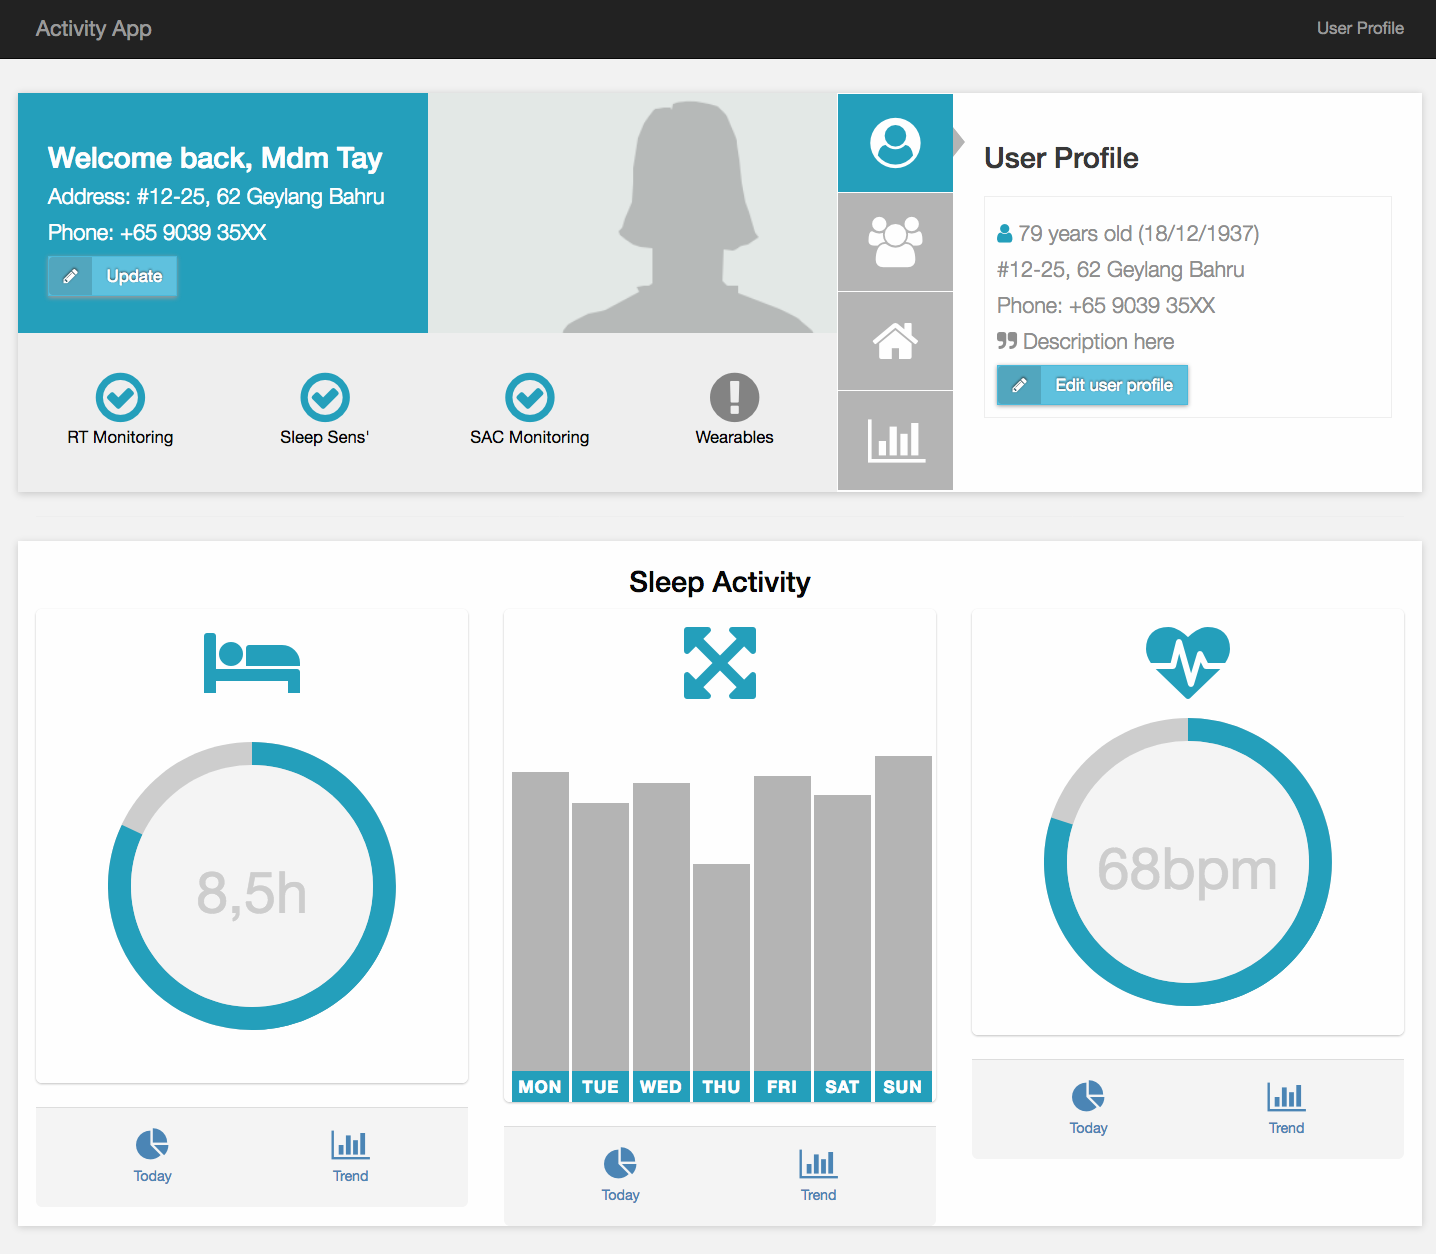 Activity App
User Profile
Welcome back, Mdm Tay
Address: #12-25, 62 Geylang Bahru
Phone: +65 9039 35XX
Update
RT Monitoring
Sleep Sens'
SAC Monitoring
Wearables
User Profile
79 years old (18/12/1937)
#12-25, 62 Geylang Bahru
Phone: +65 9039 35XX
Description here
Edit user profile
Sleep Activity
8,5h
Today
Trend
MON TUE WED THU FRI SAT SUN
Today
Trend
68bpm
Today
Trend